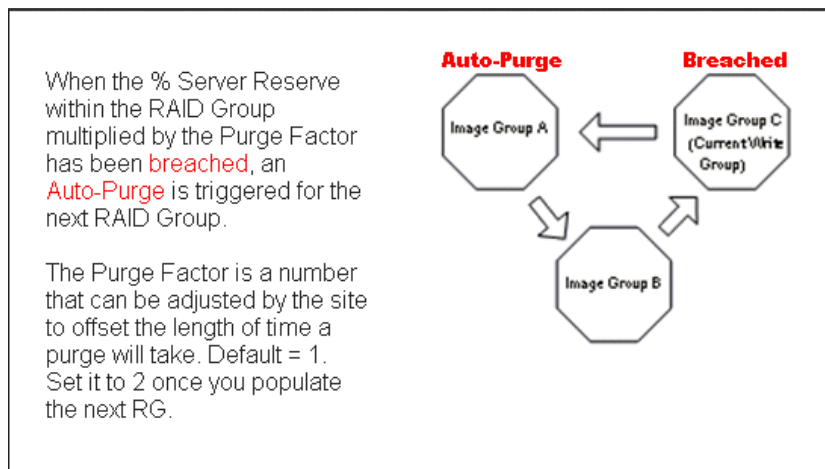 When the % Server Reserve
within the RAID Group
multiplied by the Purge Factor
has been breached, an
Auto-Purge is triggered for the
next RAID Group.
The Purge Factor is a number
that can be adjusted by the site
to offset the length of time a
purge will take. Default = 1.
Set it to 2 once you populate
the next RG.
Auto-Purge
Breached
Image Group A
Image Group C
(Current Write
Group)
Image Group B